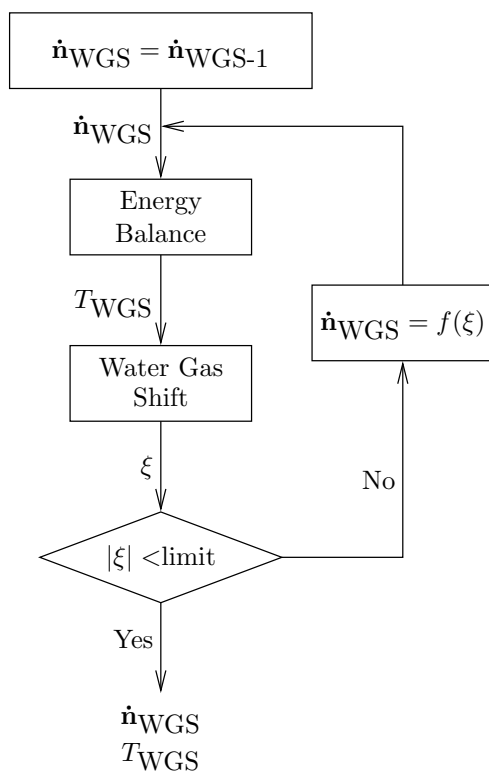 ṅWGS = ṅWGS-1
ṅWGS
Energy
Balance
TWGS
ṅWGS = f(ξ)
Water Gas
Shift
ξ
No
|ξ| <limit
Yes
ṅWGS
TWGS